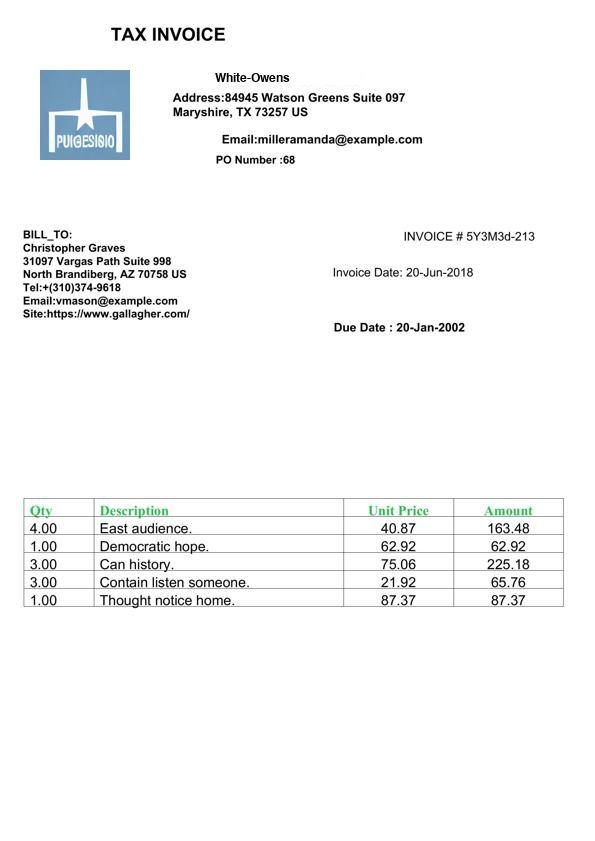 TAX INVOICE
PUIGESISIO
White-Owens
Address:84945 Watson Greens Suite 097
Maryshire, TX 73257 US
Email:milleramanda@example.com
PO Number :68
BILL_TO:
Christopher Graves
31097 Vargas Path Suite 998
North Brandiberg, AZ 70758 US
Tel:+(310)374-9618
Email:vmason@example.com
Site:https://www.gallagher.com/
INVOICE # 5Y3M3d-213
Invoice Date: 20-Jun-2018
Due Date : 20-Jan-2002
Qty Description Unit Price Amount
4.00 East audience. 40.87 163.48
1.00 Democratic hope. 62.92 62.92
3.00 Can history. 75.06 225.18
3.00 Contain listen someone. 21.92 65.76
1.00 Thought notice home. 87.37 87.37